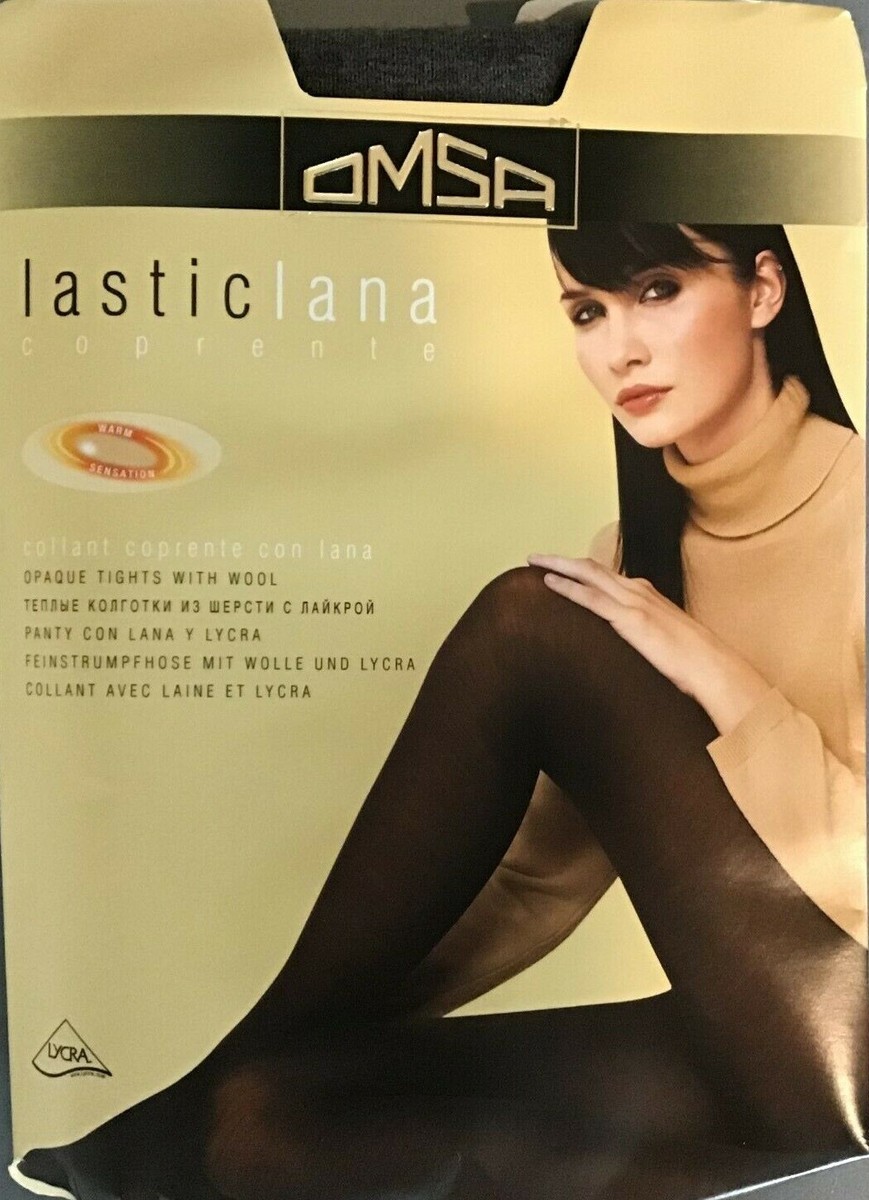 OMSA
lasticlana
coprente
WARM
SENSATION
collant coprente con lana
OPAQUE TIGHTS WITH WOOL
ТЕПЛЫЕ КОЛГОТКИ ИЗ ШЕРСТИ С ЛАЙКРОЙ
PANTY CON LANA Y LYCRA
FEINSTRUMPFHOSE MIT WOLLE UND LYCRA
COLLANT AVEC LAINE ET LYCRA
LYCRA